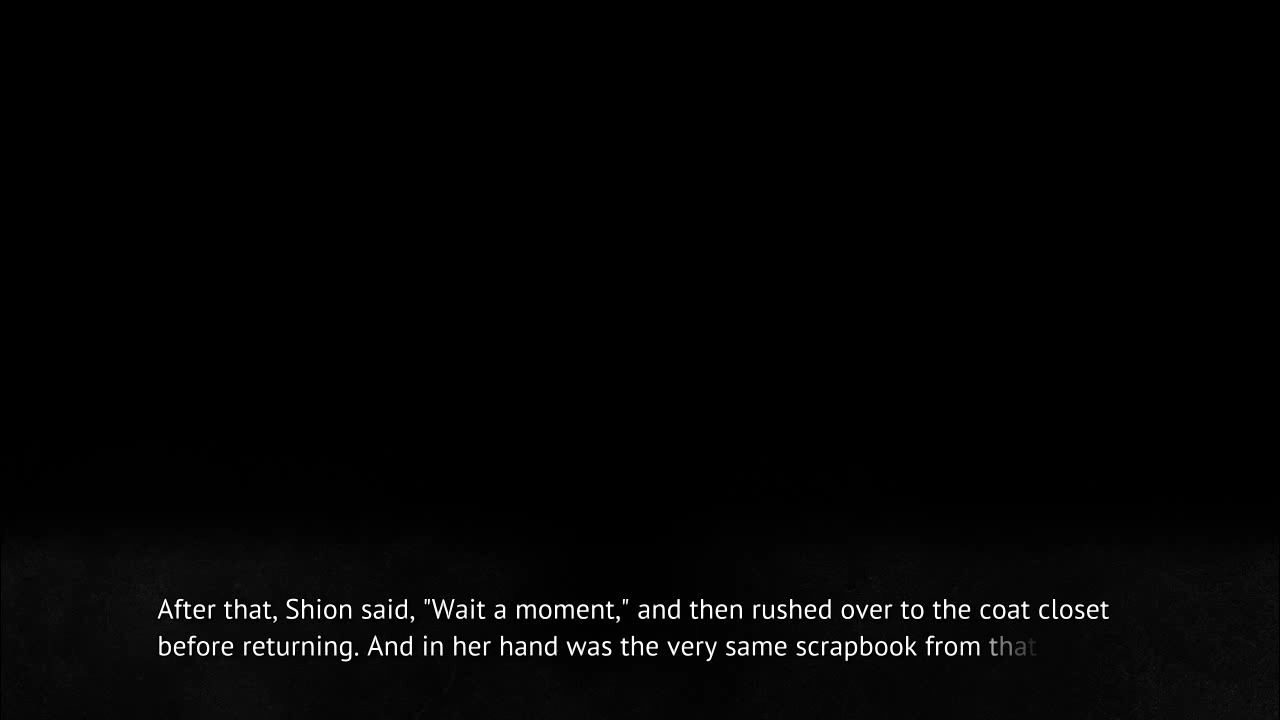 After that, Shion said, "Wait a moment," and then rushed over to the coat closet
before returning. And in her hand was the very same scrapbook from that